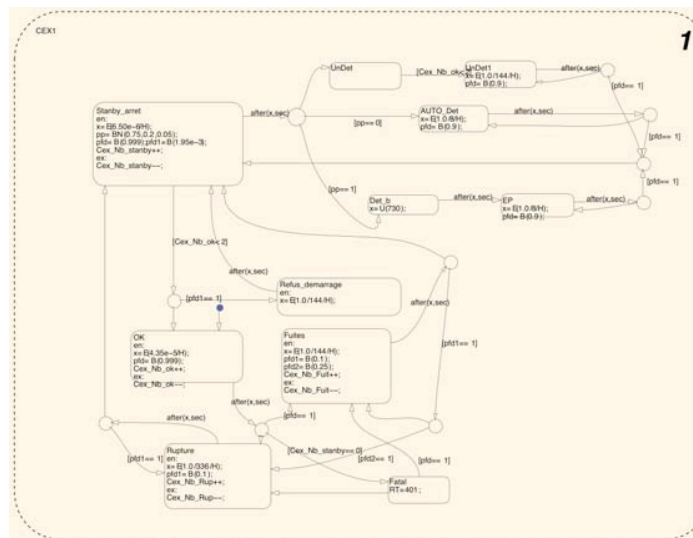 CEX1
1
UnDet
[Cex_Nb_ok<
UnDet1
x=E(1.0/144/H);
pfd= B(0.9);
after(x,sec)
[pfd== 1]
Stanby_arret
en:
x=E(6.50e-6/H);
pp= BN(0.75,0.2,0.05);
pfd= B(0.999);pfd1=B(1.95e-3);
Cex_Nb_stanby++;
ex:
Cex_Nb_stanby--;
after(x,sec)
[pp==0]
AUTO_Det
x=E(1.0/8/H);
pfd= B(0.9);
after(x,sec)
[pfd== 1]
[pfd== 1]
[pp==1]
Det_b
x=U(730);
after(x,sec)
EP
x=E(1.0/8/H);
pfd= B(0.9);
after(x,sec)
[Cex_Nb_ok<2]
after(x,sec)
Refus_demarrage
en:
x=E(1.0/144/H);
[pfd1== 1]
after(x,sec)
OK
en:
x=E(4.35e-5/H);
pfd= B(0.999);
Cex_Nb_ok++;
ex:
Cex_Nb_ok--;
Fuites
en:
x=E(1.0/144/H);
pfd1= B(0.1);
pfd2= B(0.25);
Cex_Nb_Fuit++;
ex:
Cex_Nb_Fuit--;
[pfd1== 1]
after(x,sec)
after(x,sec)
[pfd== 1]
[pfd1== 1]
Rupture
en:
x=E(1.0/336/H);
pfd1= B(0.1);
Cex_Nb_Rup++;
ex:
Cex_Nb_Rup--;
[Cex_Nb_stanby==0]
[pfd2== 1]
[pfd== 1]
Fatal
RT=401;